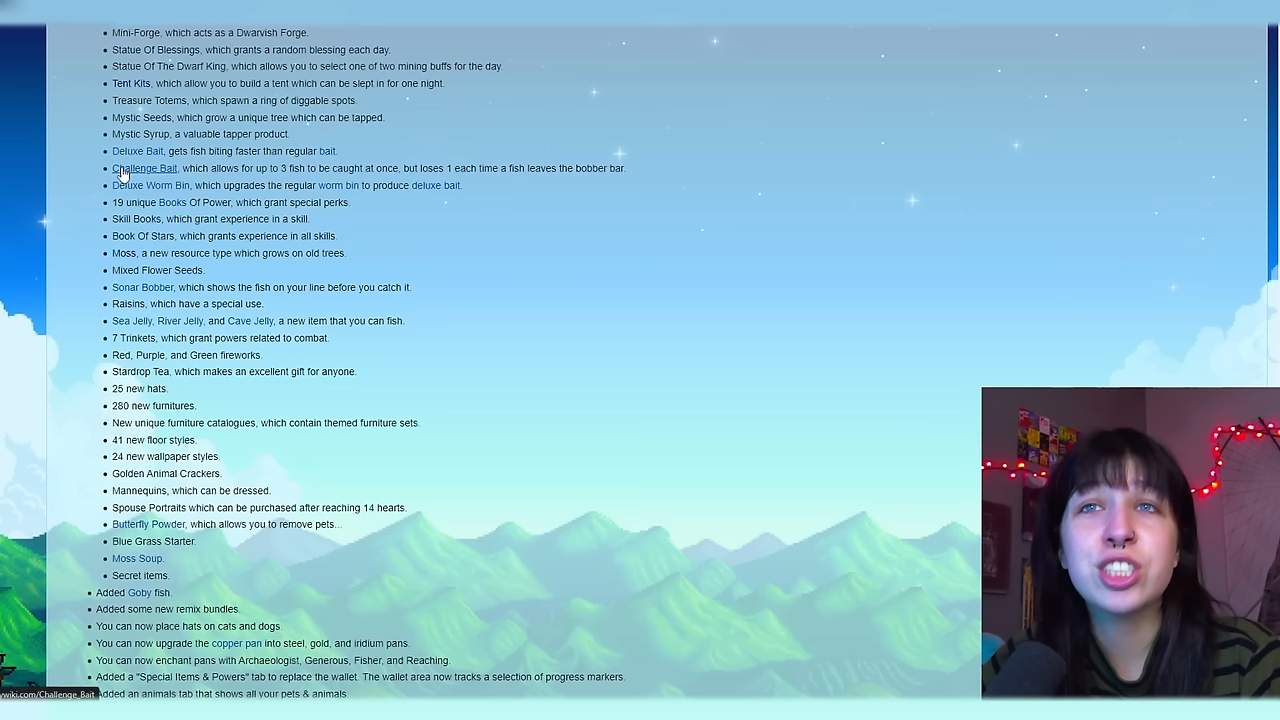 Mini-Forge, which acts as a Dwarvish Forge.
Statue Of Blessings, which grants a random blessing each day.
Statue Of The Dwarf King, which allows you to select one of two mining buffs for the day.
Tent Kits, which allow you to build a tent which can be slept in for one night.
Treasure Totems, which spawn a ring of diggable spots.
Mystic Seeds, which grow a unique tree which can be tapped.
Mystic Syrup, a valuable tapper product.
Deluxe Bait, gets fish biting faster than regular bait.
Challenge Bait, which allows for up to 3 fish to be caught at once, but loses 1 each time a fish leaves the bobber bar.
Deluxe Worm Bin, which upgrades the regular worm bin to produce deluxe bait.
19 unique Books Of Power, which grant special perks.
Skill Books, which grant experience in a skill.
Book Of Stars, which grants experience in all skills.
Moss, a new resource type which grows on old trees.
Mixed Flower Seeds.
Sonar Bobber, which shows the fish on your line before you catch it.
Raisins, which have a special use.
Sea Jelly, River Jelly, and Cave Jelly, a new item that you can fish.
7 Trinkets, which grant powers related to combat.
Red, Purple, and Green fireworks.
Stardrop Tea, which makes an excellent gift for anyone.
25 new hats.
280 new furnitures.
New unique furniture catalogues, which contain themed furniture sets.
41 new floor styles.
24 new wallpaper styles.
Golden Animal Crackers.
Mannequins, which can be dressed.
Spouse Portraits which can be purchased after reaching 14 hearts.
Butterfly Powder, which allows you to remove pets...
Blue Grass Starter.
Moss Soup.
Secret items.
Added Goby fish.
Added some new remix bundles.
You can now place hats on cats and dogs.
You can now upgrade the copper pan into steel, gold, and iridium pans.
You can now enchant pans with Archaeologist, Generous, Fisher, and Reaching.
Added a "Special Items & Powers" tab to replace the wallet. The wallet area now tracks a selection of progress markers.
Added an animals tab that shows all your pets & animals.
ywiki.com/Challenge_Bait